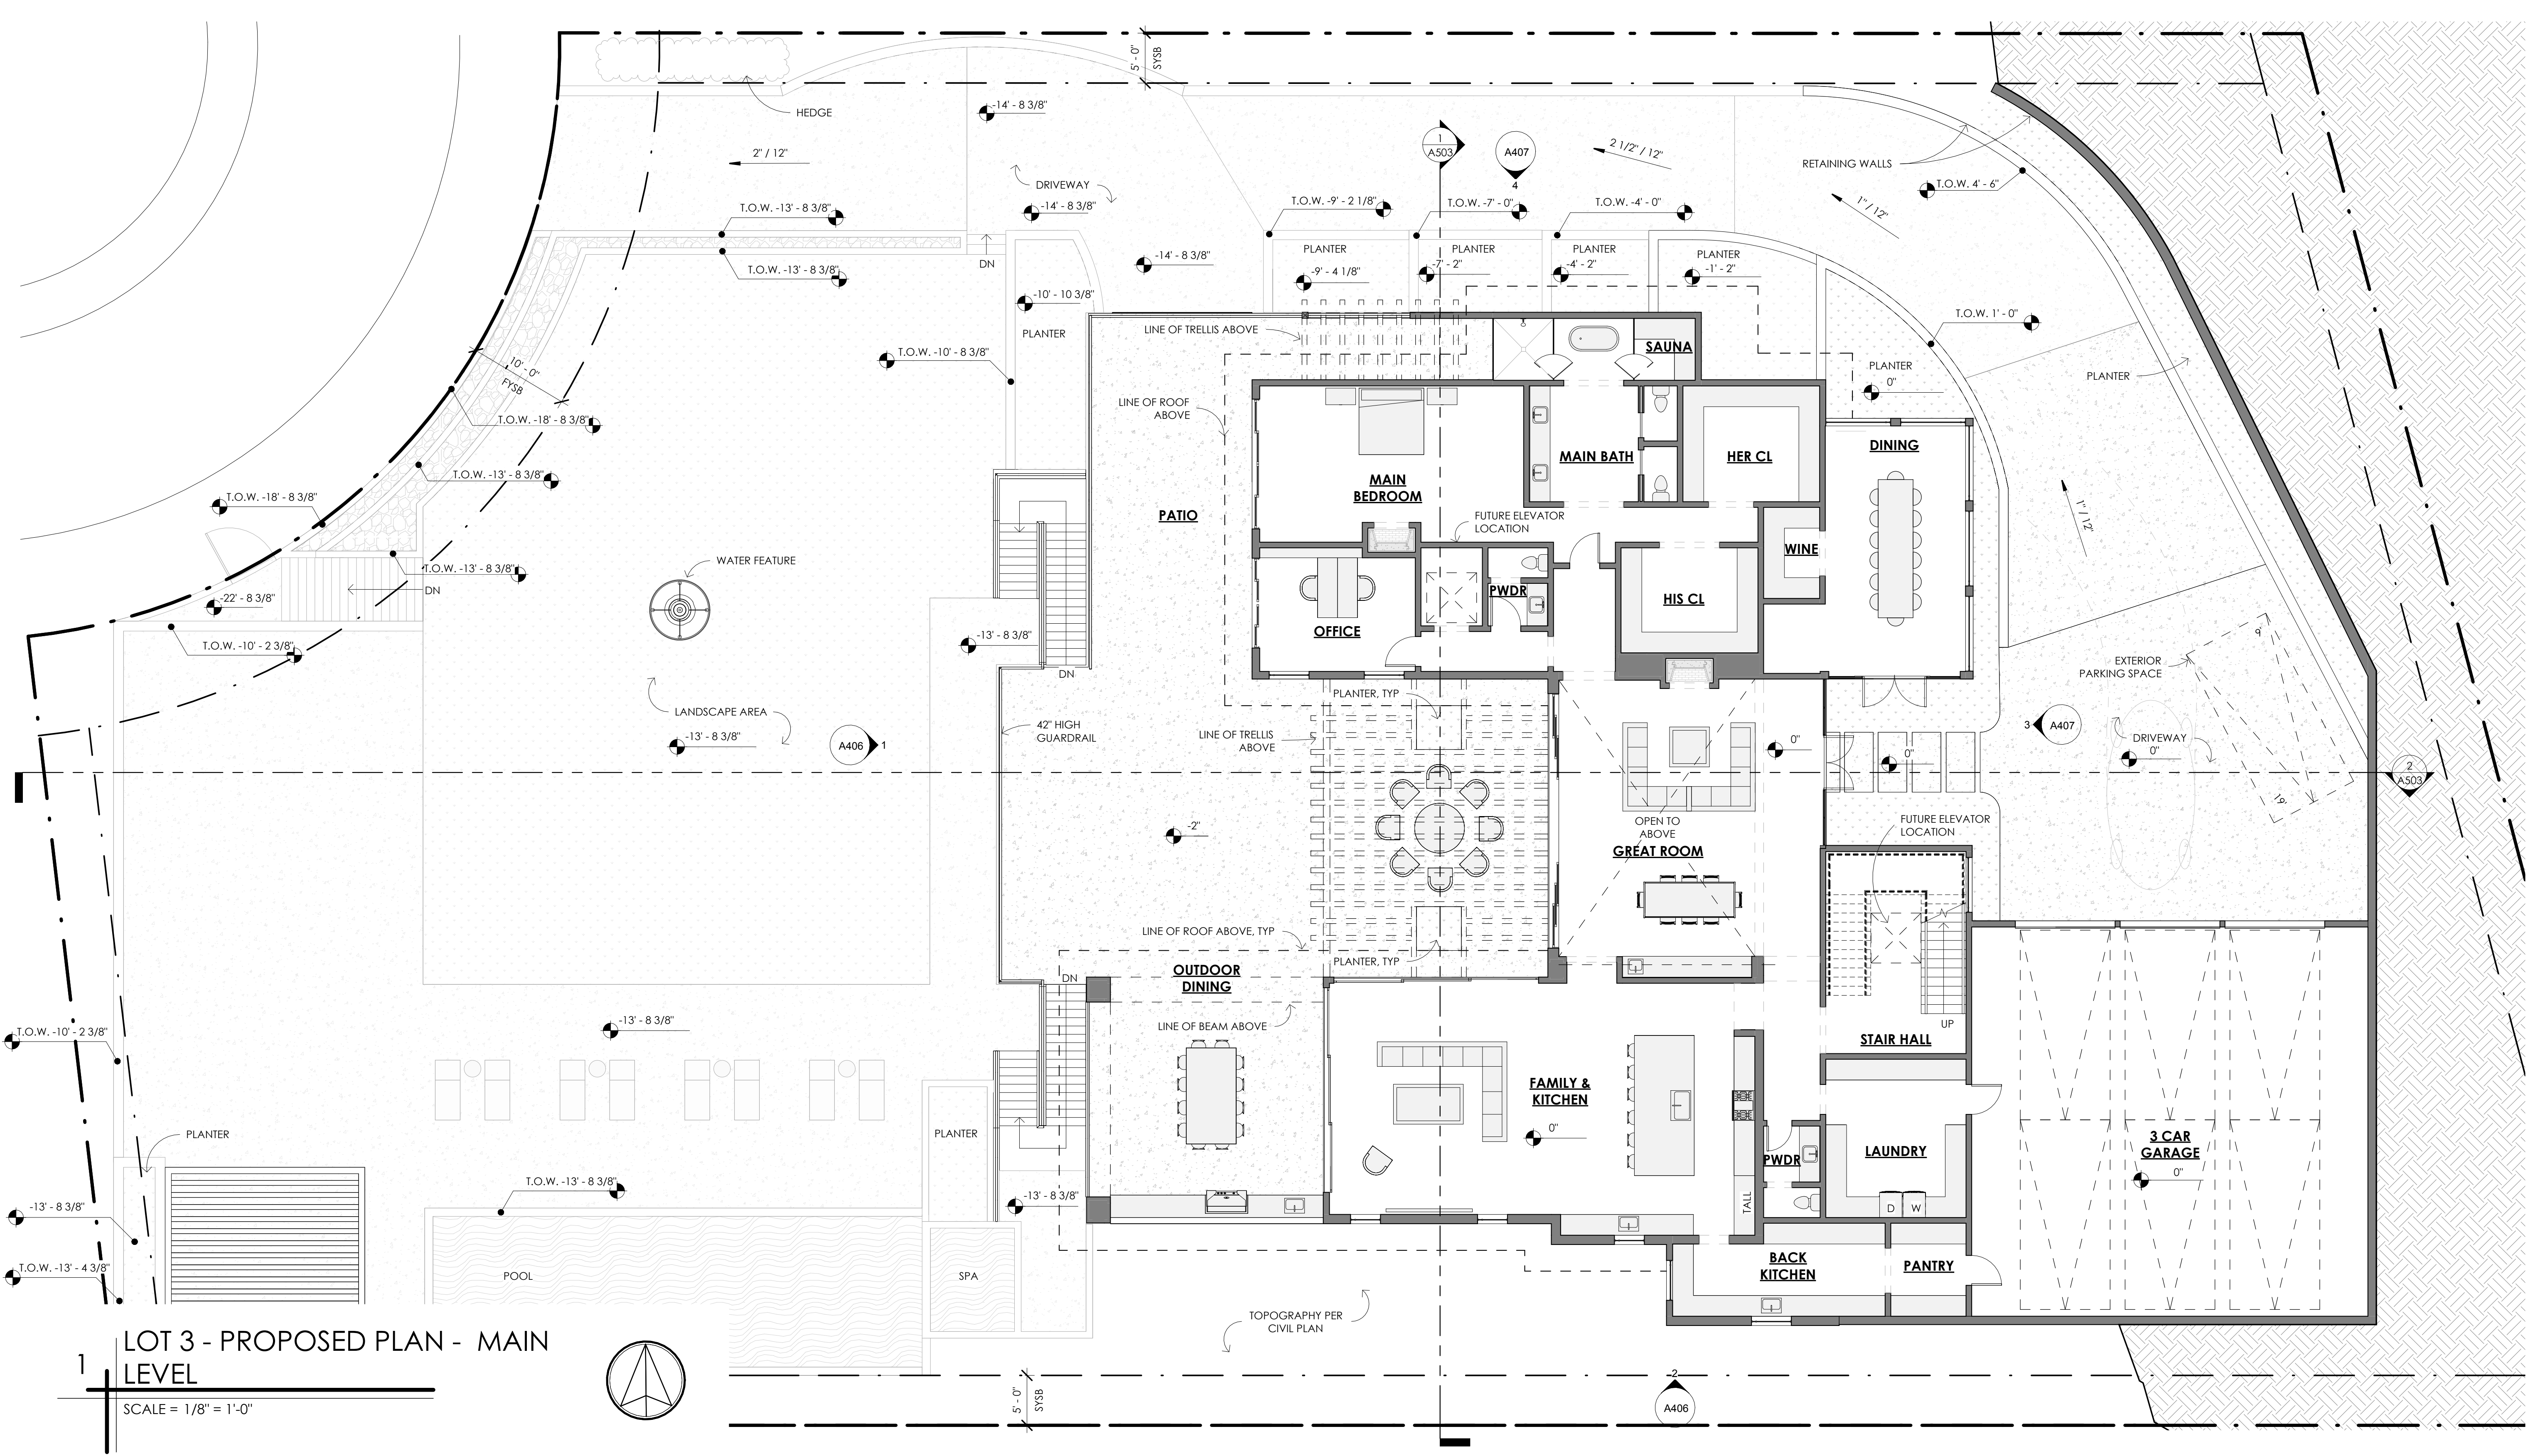 5' - 0"
SYSB
HEDGE
-14' - 8 3/8"
2" / 12"
DRIVEWAY
-14' - 8 3/8"
1
A503
A407
4
2 1/2" / 12"
RETAINING WALLS
T.O.W. 4' - 6"
1" / 12"
T.O.W. -13' - 8 3/8"
T.O.W. -9' - 2 1/8"
T.O.W. -7' - 0"
T.O.W. -4' - 0"
DN
T.O.W. -13' - 8 3/8"
-14' - 8 3/8"
PLANTER
-9' - 4 1/8"
PLANTER
-7' - 2"
PLANTER
-4' - 2"
PLANTER
-1' - 2"
-10' - 10 3/8"
PLANTER
LINE OF TRELLIS ABOVE
T.O.W. 1' - 0"
SAUNA
T.O.W. -10' - 8 3/8"
10' - 0"
FYSB
PLANTER
0"
PLANTER
LINE OF ROOF
ABOVE
T.O.W. -18' - 8 3/8"
T.O.W. -13' - 8 3/8"
T.O.W. -18' - 8 3/8"
MAIN
BEDROOM
MAIN BATH
HER CL
DINING
PATIO
FUTURE ELEVATOR
LOCATION
1" / 12"
WINE
WATER FEATURE
T.O.W. -13' - 8 3/8"
DN
-22' - 8 3/8"
PWDR
HIS CL
OFFICE
T.O.W. -10' - 2 3/8"
-13' - 8 3/8"
DN
9'
EXTERIOR
PARKING SPACE
PLANTER, TYP
LANDSCAPE AREA
-13' - 8 3/8"
A406
1
42" HIGH
GUARDRAIL
LINE OF TRELLIS
ABOVE
0"
0"
3
A407
DRIVEWAY
0"
2
A503
19'
-2"
OPEN TO
ABOVE
GREAT ROOM
FUTURE ELEVATOR
LOCATION
LINE OF ROOF ABOVE, TYP
PLANTER, TYP
OUTDOOR
DINING
DN
LINE OF BEAM ABOVE
UP
STAIR HALL
-13' - 8 3/8"
T.O.W. -10' - 2 3/8"
FAMILY &
KITCHEN
0"
PLANTER
PLANTER
3 CAR
GARAGE
0"
LAUNDRY
PWDR
TALL
D
W
T.O.W. -13' - 8 3/8"
-13' - 8 3/8"
-13' - 8 3/8"
T.O.W. -13' - 4 3/8"
POOL
SPA
BACK
KITCHEN
PANTRY
TOPOGRAPHY PER
CIVIL PLAN
1
LOT 3 - PROPOSED PLAN - MAIN
LEVEL
SCALE = 1/8" = 1'-0"
5' - 0"
SYSB
2
A406